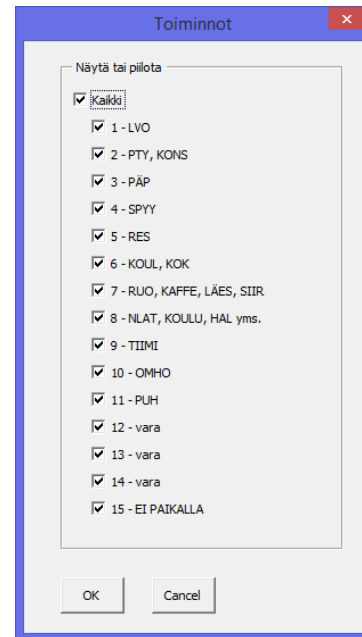 Toiminnot
Näytä tai piilota
Kaikki
1 - LVO
2 - PTY, KONS
3 - PÄP
4 - SPYY
5 - RES
6 - KOUL, KOK
7 - RUO, KAFFE, LÄES, SIIR
8 - NLAT, KOULU, HAL yms.
9 - TIIMI
10 - OMHO
11 - PUH
12 - vara
13 - vara
14 - vara
15 - EI PAIKALLA
OK Cancel